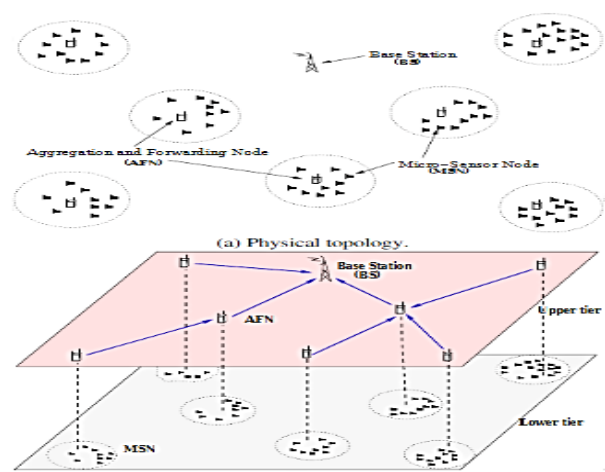 Base Station
(BS)
Aggregation and Forwarding Node
(AFN)
Micro-Sensor Node
(MSN)
(a) Physical topology.
Base Station
(BS)
AFN
Upper tier
Lower tier
MSN